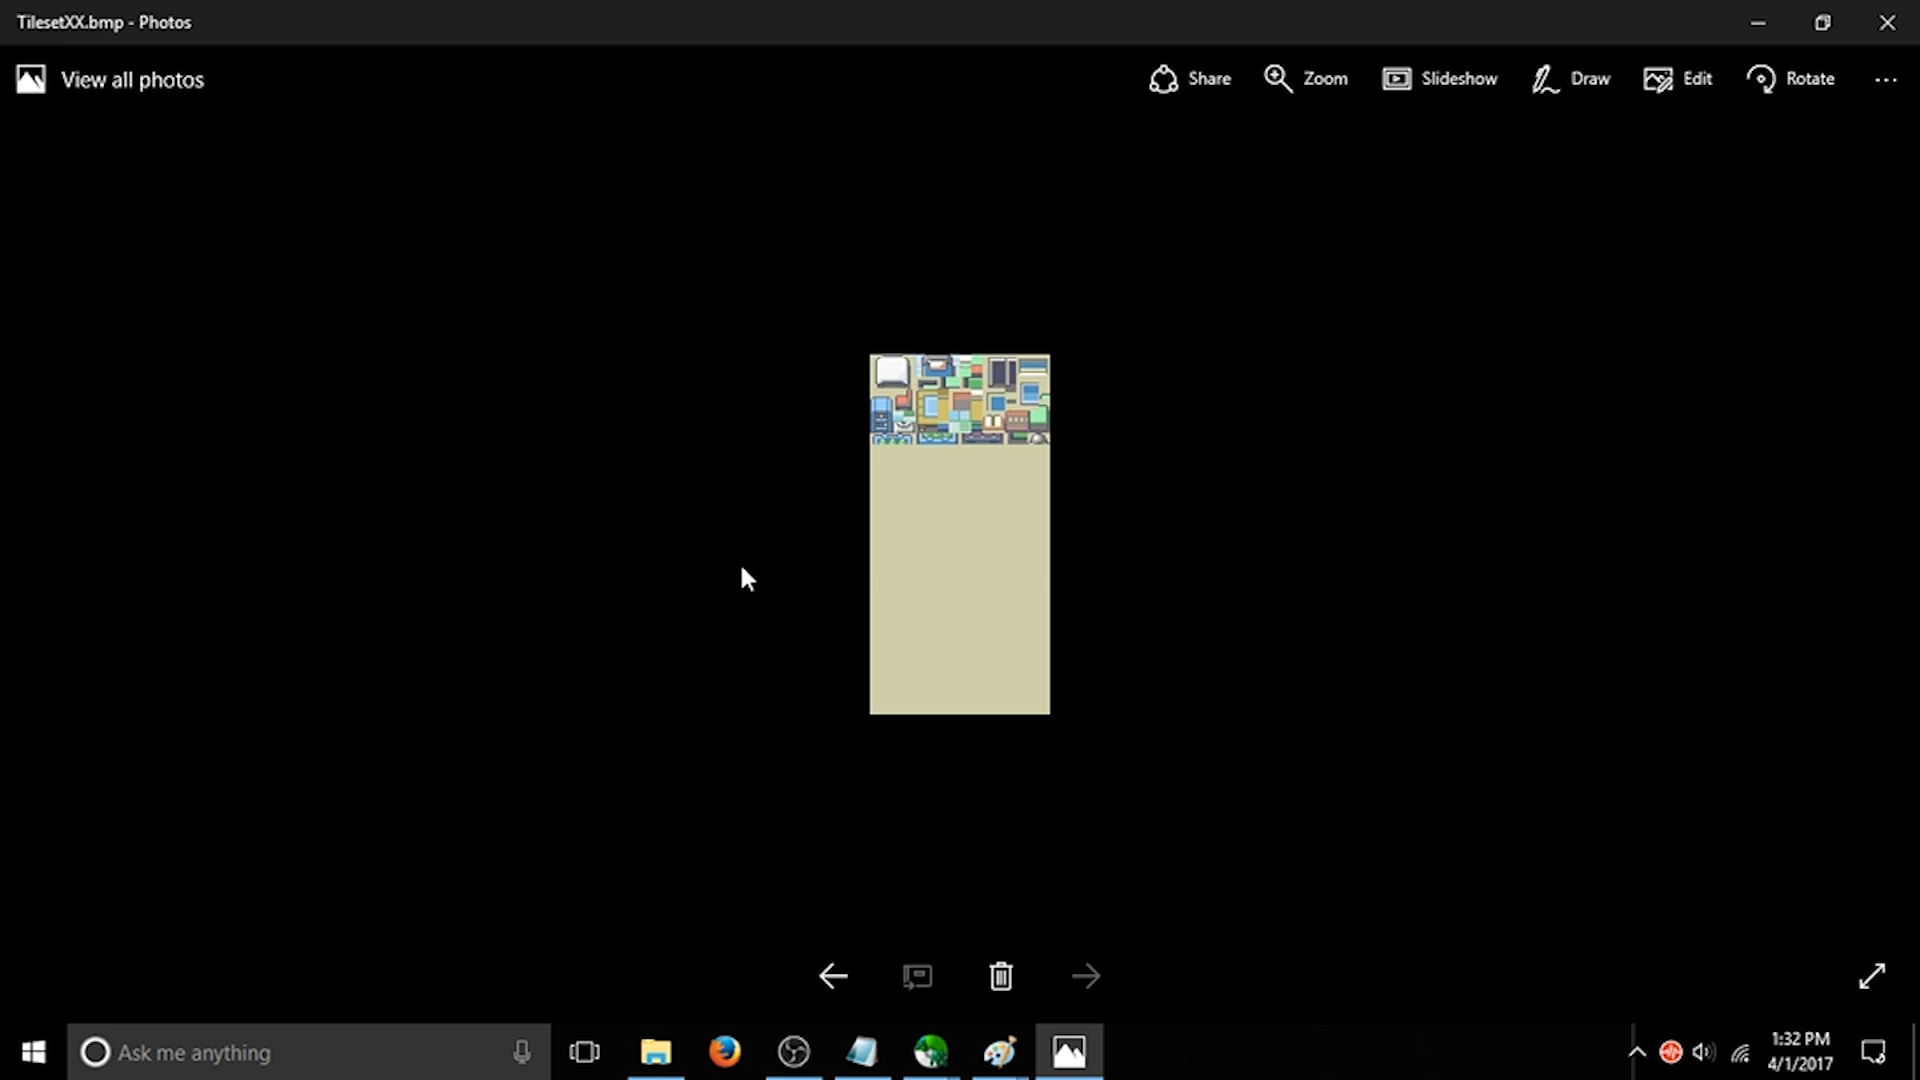 TilesetXX.bmp - Photos
View all photos
Share
Zoom
Slideshow
Draw
Edit
Rotate
Ask me anything
1:32 PM
4/1/2017